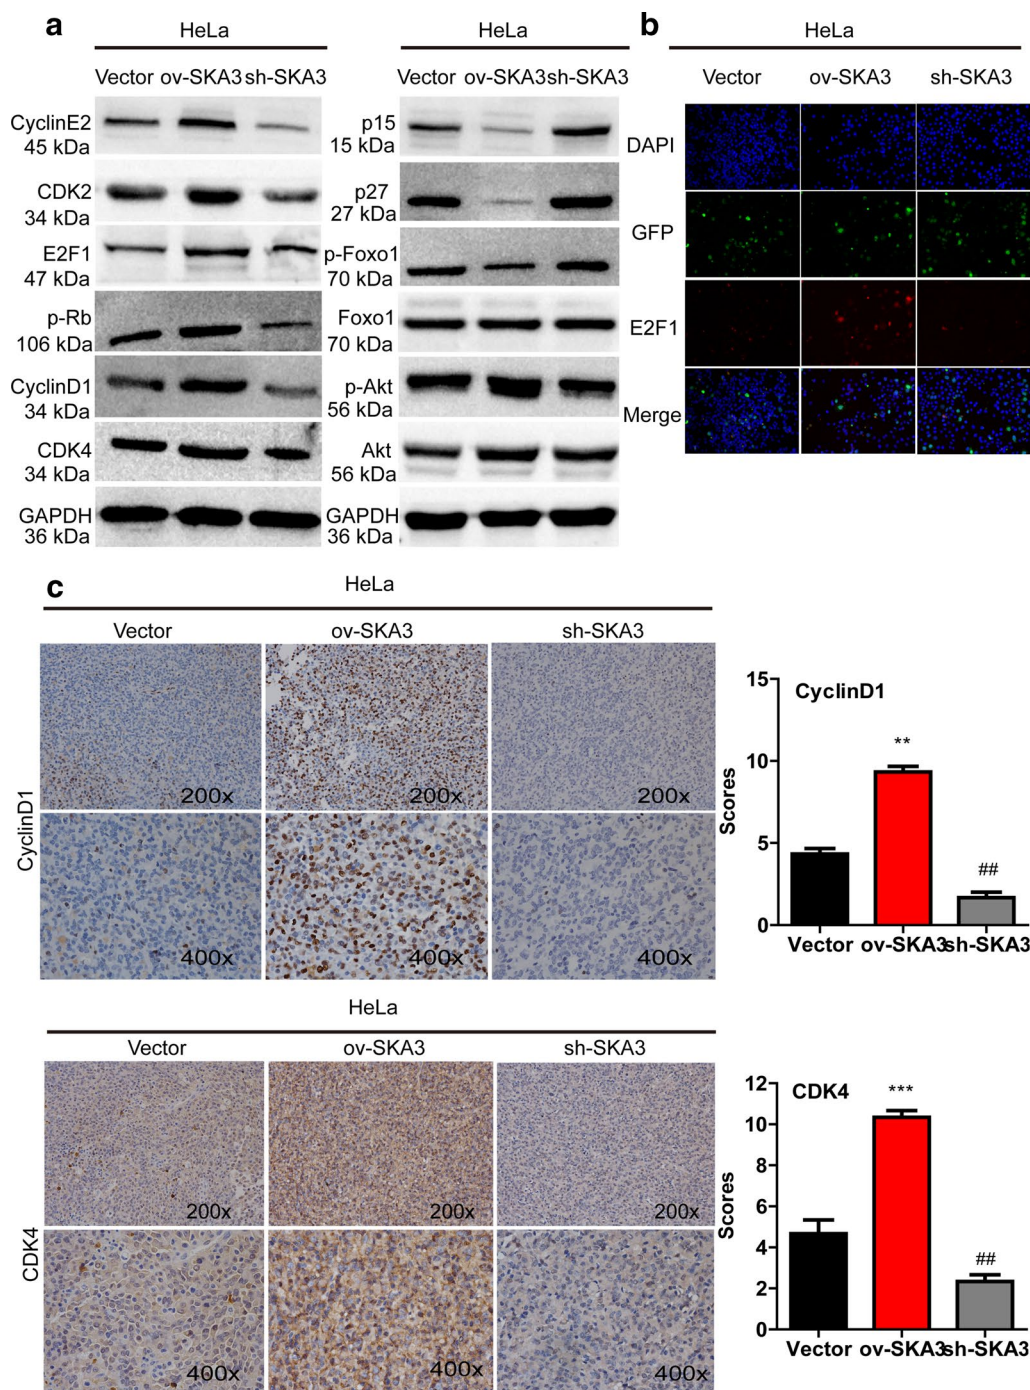 a
HeLa
Vector ov-SKA3 sh-SKA3
CyclinE2
45 kDa
CDK2
34 kDa
E2F1
47 kDa
p-Rb
106 kDa
CyclinD1
34 kDa
CDK4
34 kDa
GAPDH
36 kDa
HeLa
Vector ov-SKA3 sh-SKA3
p15
15 kDa
p27
27 kDa
p-Foxo1
70 kDa
Foxo1
70 kDa
p-Akt
56 kDa
Akt
56 kDa
GAPDH
36 kDa
b
HeLa
Vector ov-SKA3 sh-SKA3
DAPI
GFP
E2F1
Merge
c
HeLa
Vector ov-SKA3 sh-SKA3
CyclinD1
200x 200x 200x
400x 400x 400x
CyclinD1
Scores
15
10
5
0
**
##
Vector ov-SKA3 sh-SKA3
HeLa
Vector ov-SKA3 sh-SKA3
CDK4
200x 200x 200x
400x 400x 400x
CDK4
Scores
12
10
8
6
4
2
0
***
##
Vector ov-SKA3 sh-SKA3